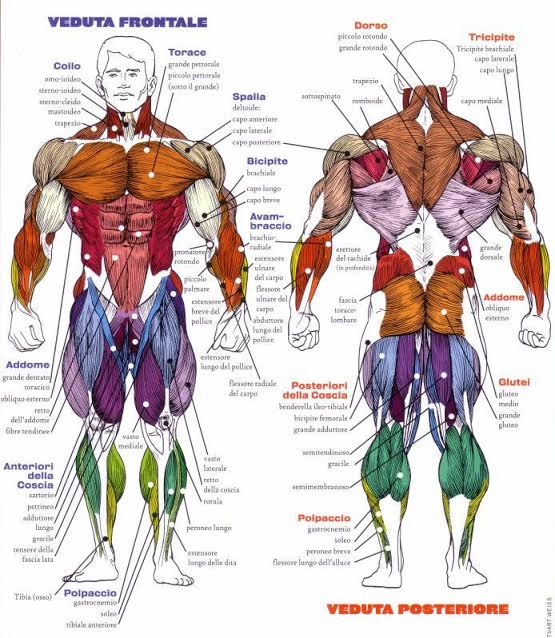 VEDUTA FRONTALE
Collo
omo-ioideo
sterno-ioideo
sterno-cleido
mastoideo
trapezio
Torace
grande pettorale
piccolo pettorale
(sotto il grande)
Spalla
deltoide:
capo anteriore
capo laterale
capo posteriore
Bicipite
brachiale
capo lungo
capo breve
Avam-
braccio
brachio-
radiale
estensore
ulnare
del carpo
flessore
ulnare del
carpo
abduttore
lungo del
pollice
pronatore
rotondo
piccolo
palmare
estensore
breve del
pollice
estensore
lungo del pollice
flessore radiale
del carpo
Addome
grande dentato
toracico
obliquo esterno
retto
dell'addome
fibre tendinee
Anteriori
della
Coscia
sartorio
pettineo
adduttore
lungo
gracile
tensore della
fascia lata
vasto
mediale
vasto
laterale
retto
della coscia
rotula
peroneo lungo
estensore
lungo delle dita
Tibia (osso)
Polpaccio
gastrocnemio
soleo
tibiale anteriore
Dorso
piccolo rotondo
grande rotondo
trapezio
sottospinato
romboide
Tricipite
Tricipite brachiale
capo laterale
capo lungo
capo mediale
erettore
del rachide
(in profondità)
grande
dorsale
fascia
toraco-
lombare
Addome
obliquo
esterno
Glutei
gluteo
medio
grande
gluteo
Posteriori
della Coscia
benderella ileo-tibiale
bicipite femorale
grande adduttore
semitendinoso
gracile
semimembranoso
Polpaccio
gastrocnemio
soleo
peroneo breve
flessore lungo dell'alluce
VEDUTA POSTERIORE